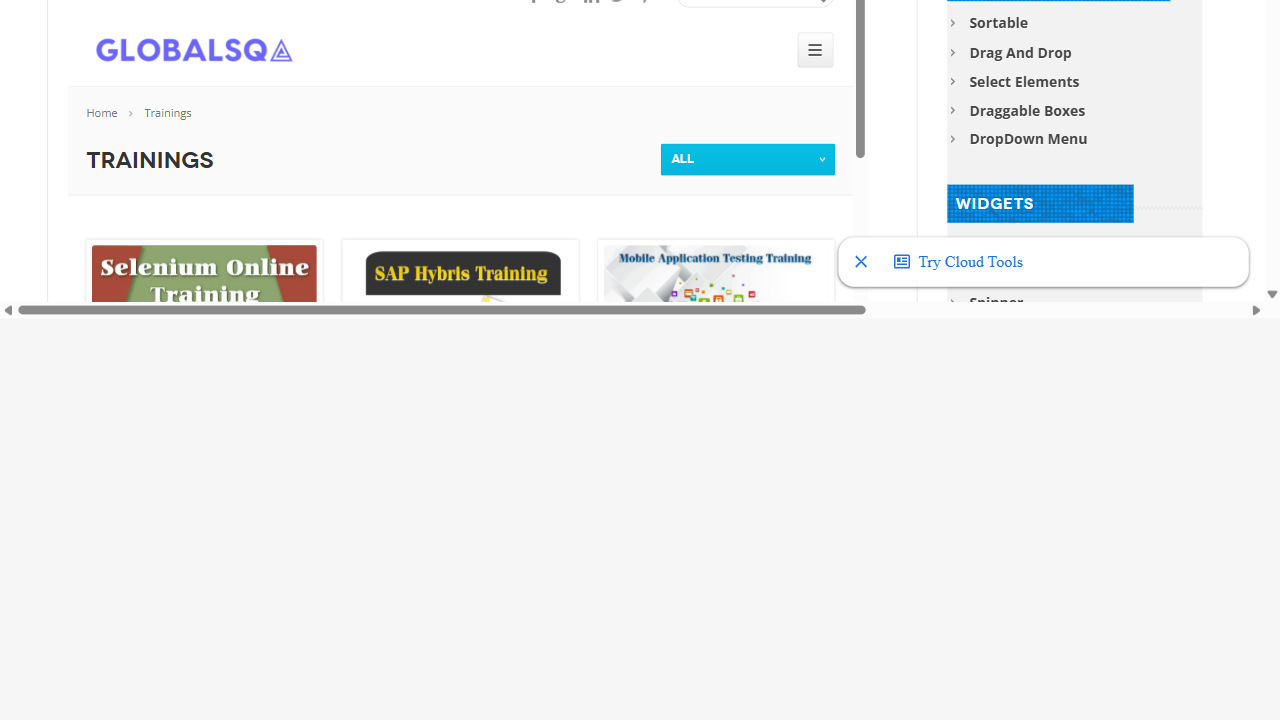 GLOBALSQA
Home › Trainings
TRAININGS
ALL
Selenium Online
Training
SAP Hybris Training
Mobile Application Testing Training
Sortable
Drag And Drop
Select Elements
Draggable Boxes
DropDown Menu
WIDGETS
Try Cloud Tools
Spinner